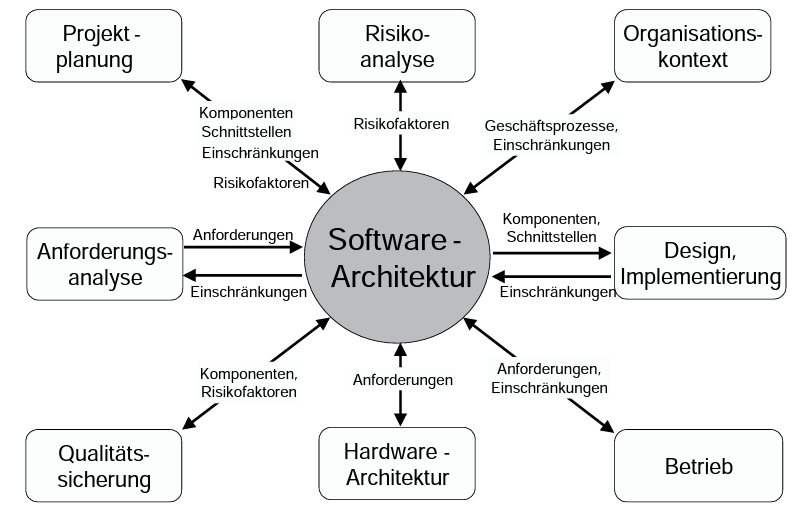 Projekt -
planung
Risiko-
analyse
Organisations-
kontext
Komponenten
Schnittstellen
Einschränkungen
Risikofaktoren
Risikofaktoren
Geschäftsprozesse,
Einschränkungen
Anforderungs-
analyse
Anforderungen
Einschränkungen
Software -
Architektur
Komponenten,
Schnittstellen
Einschränkungen
Design,
Implementierung
Komponenten,
Risikofaktoren
Anforderungen
Anforderungen,
Einschränkungen
Qualitäts-
sicherung
Hardware -
Architektur
Betrieb